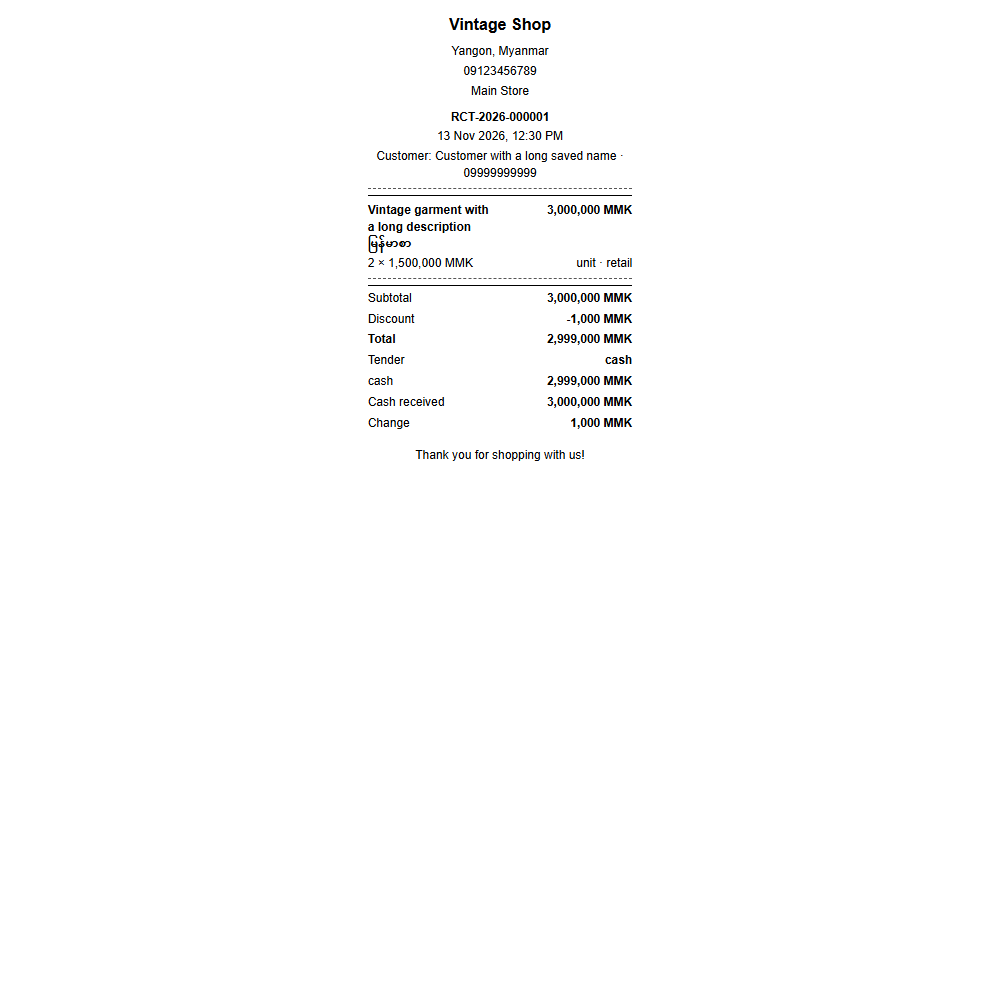 Vintage Shop
Yangon, Myanmar
09123456789
Main Store
RCT-2026-000001
13 Nov 2026, 12:30 PM
Customer: Customer with a long saved name ·
09999999999
Vintage garment with 3,000,000 MMK
a long description
မြန်မာစာ
2 × 1,500,000 MMK unit · retail
Subtotal 3,000,000 MMK
Discount -1,000 MMK
Total 2,999,000 MMK
Tender cash
cash 2,999,000 MMK
Cash received 3,000,000 MMK
Change 1,000 MMK
Thank you for shopping with us!